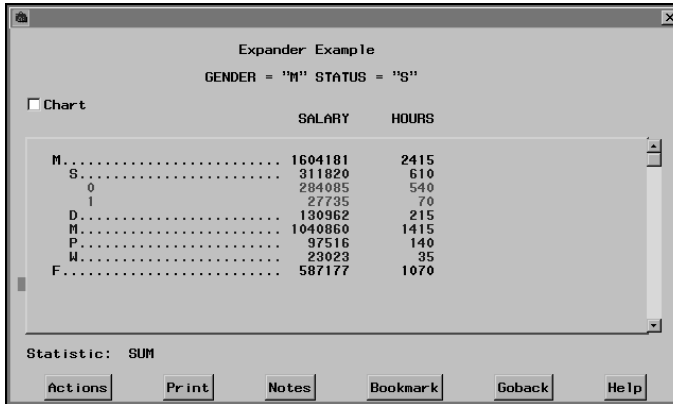 Expander Example
GENDER = "M" STATUS = "S"
Chart
SALARY HOURS
M........................... 1604181 2415
S......................... 311820 610
0 284085 540
1 27735 70
D......................... 130962 215
M......................... 1040860 1415
P......................... 97516 140
W......................... 23023 35
F........................... 587177 1070
Statistic: SUM
Actions Print Notes Bookmark Goback Help